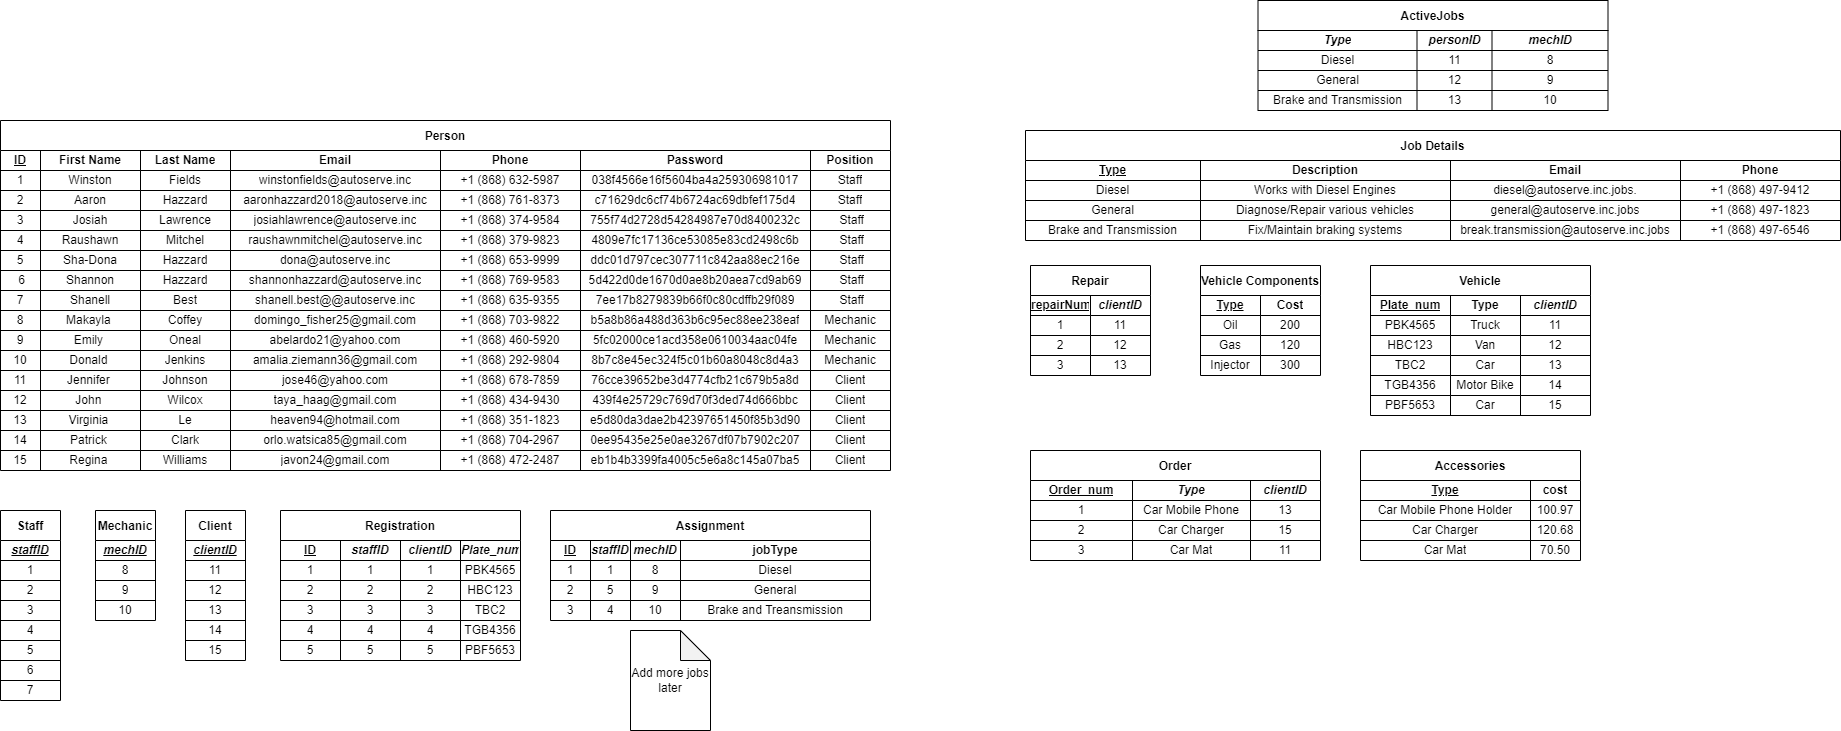 ActiveJobs
Type personID mechID
Diesel 11 8
General 12 9
Brake and Transmission 13 10
Person
ID First Name Last Name Email Phone Password Position
1 Winston Fields winstonfields@autoserve.inc +1 (868) 632-5987 038f4566e16f5604ba4a259306981017 Staff
2 Aaron Hazzard aaronhazzard2018@autoserve.inc +1 (868) 761-8373 c71629dc6cf74b6724ac69dbfef175d4 Staff
3 Josiah Lawrence josiahlawrence@autoserve.inc +1 (868) 374-9584 755f74d2728d54284987e70d8400232c Staff
4 Raushawn Mitchel raushawnmitchel@autoserve.inc +1 (868) 379-9823 4809e7fc17136ce53085e83cd2498c6b Staff
5 Sha-Dona Hazzard dona@autoserve.inc +1 (868) 653-9999 ddc01d797cec307711c842aa88ec216e Staff
6 Shannon Hazzard shannonhazzard@autoserve.inc +1 (868) 769-9583 5d422d0de1670d0ae8b20aea7cd9ab69 Staff
7 Shanell Best shanell.best@@autoserve.inc +1 (868) 635-9355 7ee17b8279839b66f0c80cdffb29f089 Staff
8 Makayla Coffey domingo_fisher25@gmail.com +1 (868) 703-9822 b5a8b86a488d363b6c95ec88ee238eaf Mechanic
9 Emily Oneal abelardo21@yahoo.com +1 (868) 460-5920 5fc02000ce1acd358e0610034aac04fe Mechanic
10 Donald Jenkins amalia.ziemann36@gmail.com +1 (868) 292-9804 8b7c8e45ec324f5c01b60a8048c8d4a3 Mechanic
11 Jennifer Johnson jose46@yahoo.com +1 (868) 678-7859 76cce39652be3d4774cfb21c679b5a8d Client
12 John Wilcox taya_haag@gmail.com +1 (868) 434-9430 439f4e25729c769d70f3ded74d666bbc Client
13 Virginia Le heaven94@hotmail.com +1 (868) 351-1823 e5d80da3dae2b42397651450f85b3d90 Client
14 Patrick Clark orlo.watsica85@gmail.com +1 (868) 704-2967 0ee95435e25e0ae3267df07b7902c207 Client
15 Regina Williams javon24@gmail.com +1 (868) 472-2487 eb1b4b3399fa4005c5e6a8c145a07ba5 Client
Job Details
Type Description Email Phone
Diesel Works with Diesel Engines diesel@autoserve.inc.jobs. +1 (868) 497-9412
General Diagnose/Repair various vehicles general@autoserve.inc.jobs +1 (868) 497-1823
Brake and Transmission Fix/Maintain braking systems break.transmission@autoserve.inc.jobs +1 (868) 497-6546
Repair
repairNum clientID
1 11
2 12
3 13
Vehicle Components
Type Cost
Oil 200
Gas 120
Injector 300
Vehicle
Plate_num Type clientID
PBK4565 Truck 11
HBC123 Van 12
TBC2 Car 13
TGB4356 Motor Bike 14
PBF5653 Car 15
Order
Order_num Type clientID
1 Car Mobile Phone 13
2 Car Charger 15
3 Car Mat 11
Accessories
Type cost
Car Mobile Phone Holder 100.97
Car Charger 120.68
Car Mat 70.50
Staff
staffID
1
2
3
4
5
6
7
Mechanic
mechID
8
9
10
Client
clientID
11
12
13
14
15
Registration
ID staffID clientID Plate_num
1 1 1 PBK4565
2 2 2 HBC123
3 3 3 TBC2
4 4 4 TGB4356
5 5 5 PBF5653
Assignment
ID staffID mechID jobType
1 1 8 Diesel
2 5 9 General
3 4 10 Brake and Treansmission
Add more jobs
later